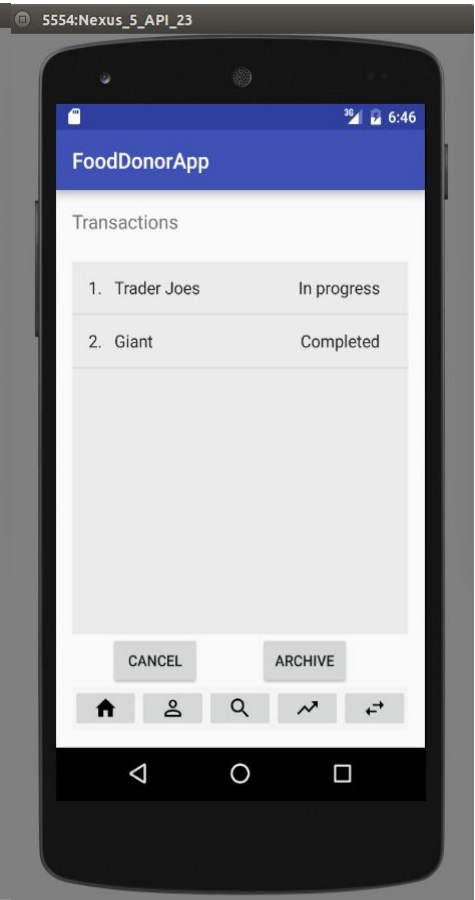 5554:Nexus_5_API_23
3G 6:46
FoodDonorApp
Transactions
1. Trader Joes In progress
2. Giant Completed
CANCEL ARCHIVE